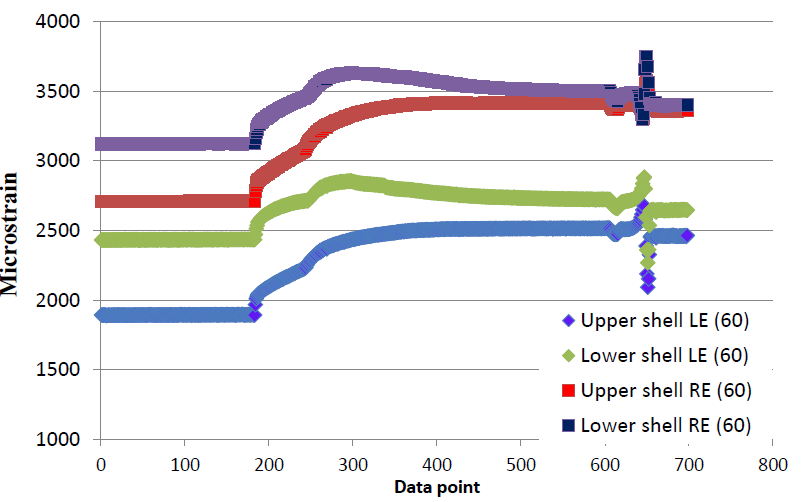 4000
3500
3000
2500
2000
1500
1000
Microstrain
0
100
200
300
400
500
600
700
800
Data point
Upper shell LE (60)
Lower shell LE (60)
Upper shell RE (60)
Lower shell RE (60)